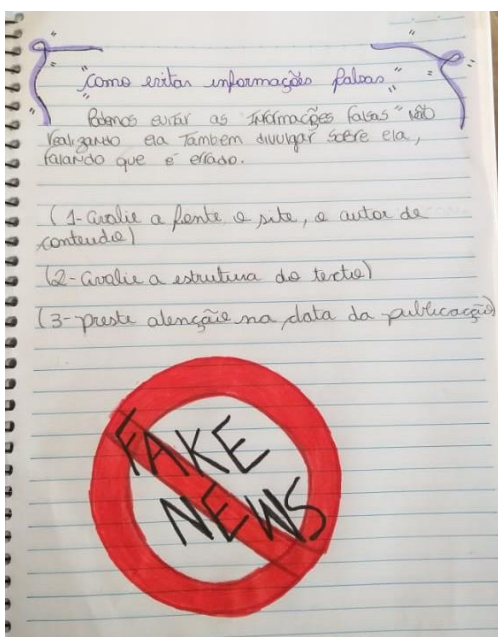 "como evitar informações falsas"
Podemos evitar as Informações falsas "não
realizando ela Também divulgar sobre ela,
falando que é errado.
(1-avalie a fonte o site, o autor de
conteudio)
(2-avalie a estrutura do texto)
(3-preste atenção na data da publicação)
FAKE
NEWS